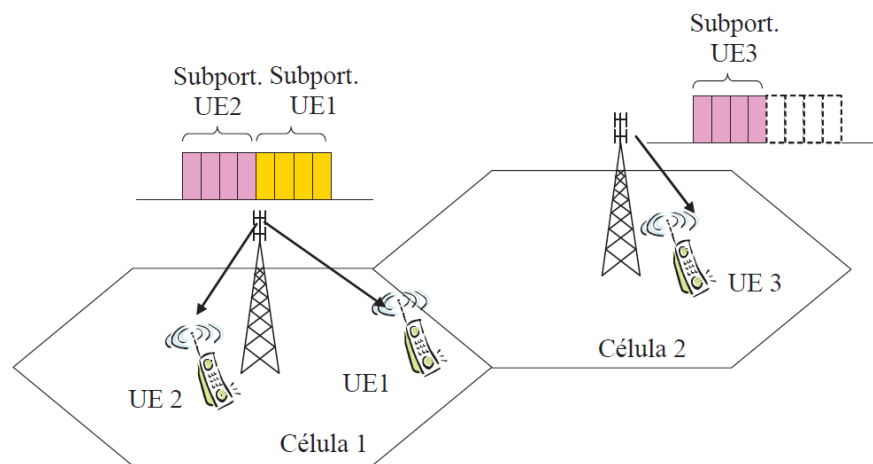 Subport.
UE3
Subport. Subport.
UE2 UE1
UE 3
Célula 2
UE 2
UE1
Célula 1